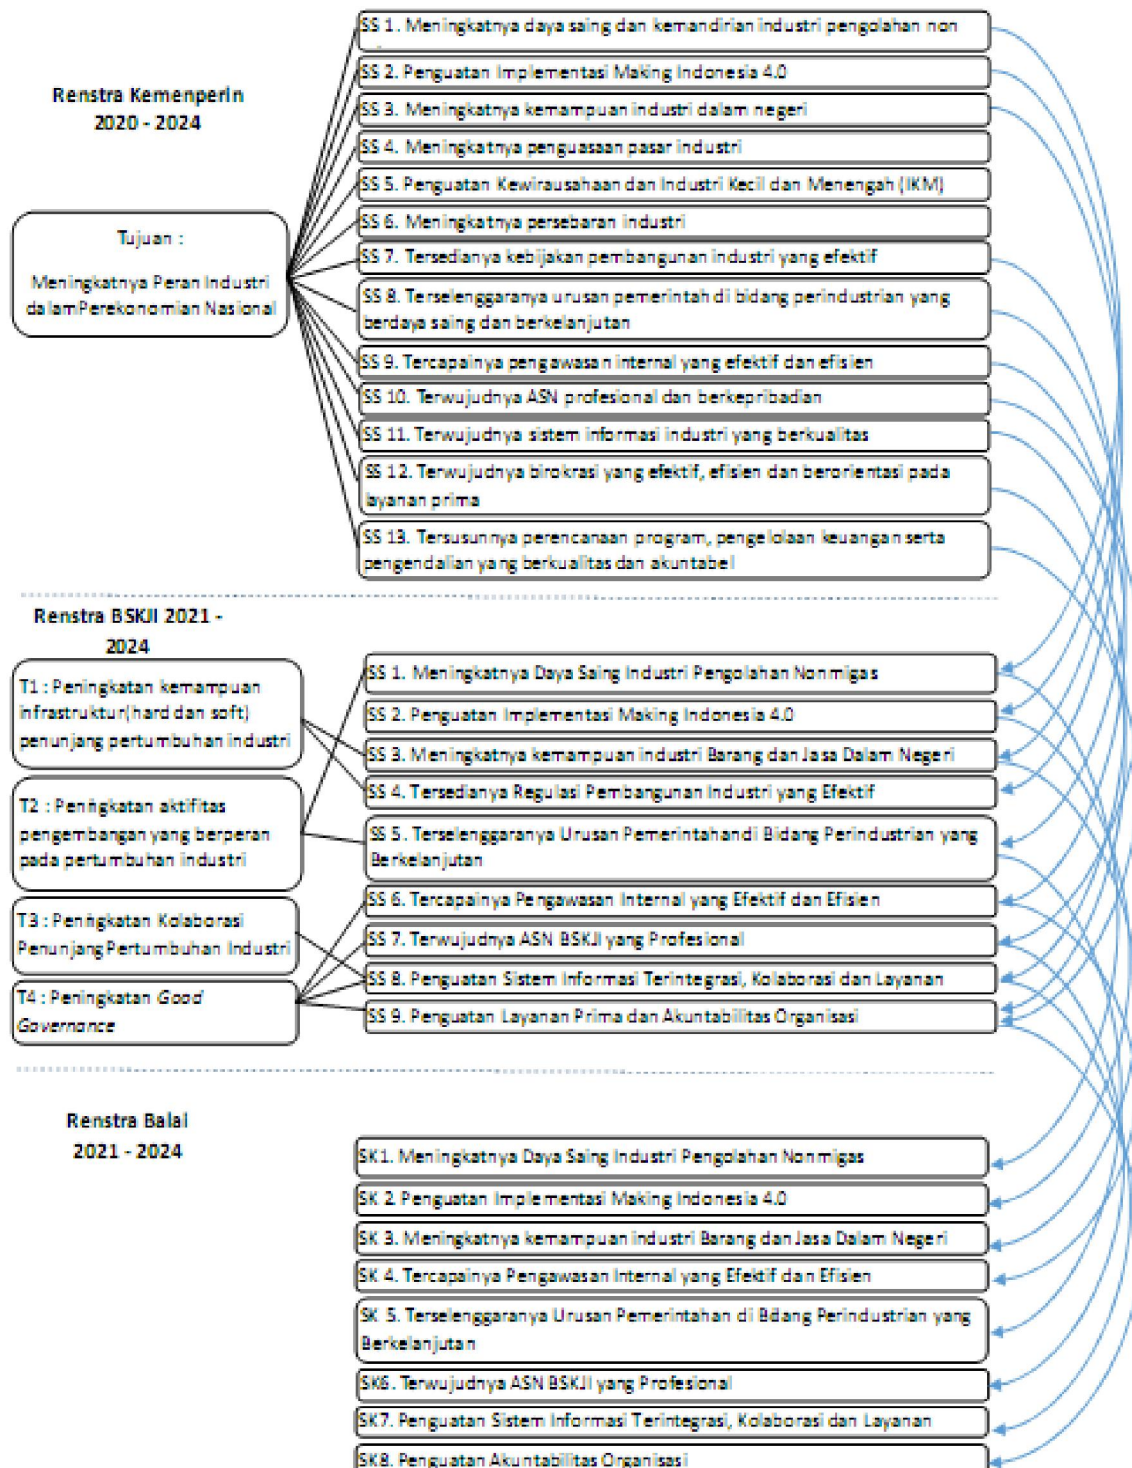 Renstra Kemenperin
2020 - 2024
Tujuan :
Meningkatnya Peran Industri
dalamPerekonomian Nasional
SS 1. Meningkatnya daya saing dan kemandirian industri pengolahan non
SS 2. Penguatan Implementasi Making Indonesia 4.0
SS 3. Meningkatnya kemampuan industri dalam negeri
SS 4. Meningkatnya penguasaan pasar industri
SS 5. Penguatan Kewirausahaan dan Industri Kecil dan Menengah (IKM)
SS 6. Meningkatnya persebaran industri
SS 7. Tersedianya kebijakan pembangunan industri yang efektif
SS 8. Terselenggaranya urusan pemerintah di bidang perindustrian yang
berdaya saing dan berkelanjutan
SS 9. Tercapainya pengawasan internal yang efektif dan efisien
SS 10. Terwujudnya ASN profesional dan berkepribadian
SS 11. Terwujudnya sistem informasi industri yang berkualitas
SS 12. Terwujudnya birokrasi yang efektif, efisien dan berorientasi pada
layanan prima
SS 13. Tersusunnya perencanaan program, pengelolaan keuangan serta
pengendalian yang berkualitas dan akuntabel
Renstra BSKJI 2021 -
2024
T1 : Peningkatan kemampuan
infrastruktur(hard dan soft)
penunjang pertumbuhan industri
T2 : Peningkatan aktifitas
pengembangan yang berperan
pada pertumbuhan industri
T3 : Peningkatan Kolaborasi
Penunjang Pertumbuhan Industri
T4 : Peningkatan Good
Governance
SS 1. Meningkatnya Daya Saing Industri Pengolahan Nonmigas
SS 2. Penguatan Implementasi Making Indonesia 4.0
SS 3. Meningkatnya kemampuan industri Barang dan Jasa Dalam Negeri
SS 4. Tersedianya Regulasi Pembangunan Industri yang Efektif
SS 5. Terselenggaranya Urusan Pemerintahandi Bidang Perindustrian yang
Berkelanjutan
SS 6. Tercapainya Pengawasan Internal yang Efektif dan Efisien
SS 7. Terwujudnya ASN BSKJI yang Profesional
SS 8. Penguatan Sistem Informasi Terintegrasi, Kolaborasi dan Layanan
SS 9. Penguatan Layanan Prima dan Akuntabilitas Organisasi
Renstra Balai
2021 - 2024
SK1. Meningkatnya Daya Saing Industri Pengolahan Nonmigas
SK 2 Penguatan Implementasi Making Indonesia 4.0
SK 3. Meningkatnya kemampuan industri Barang dan Jasa Dalam Negeri
SK 4. Tercapainya Pengawasan Internal yang Efektif dan Efisien
SK 5. Terselenggaranya Urusan Pemerintahan di Bidang Perindustrian yang
Berkelanjutan
SK6. Terwujudnya ASN BSKJI yang Profesional
SK7. Penguatan Sistem Informasi Terintegrasi, Kolaborasi dan Layanan
SK8. Penguatan Akuntabilitas Organisasi